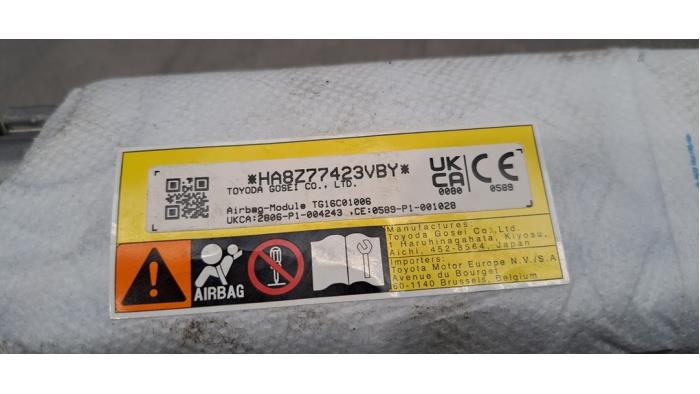 *HA8Z77423VBY*
TOYODA GOSEI CO., LTD.
Airbag-Module TG16C01006
UKCA:2806-P1-004243 ,CE:0589-P1-001028
UK
CA
0080
CE
0589
Manufactures:
Toyoda Gosei Co.,Ltd.
1 Haruhinagahata, Kiyosu,
Aichi, 452-8564, Japan
Importers:
Toyota Motor Europe N.V./S.A
Avenue du Bourget
60-1140 Brussels, Belgium
AIRBAG